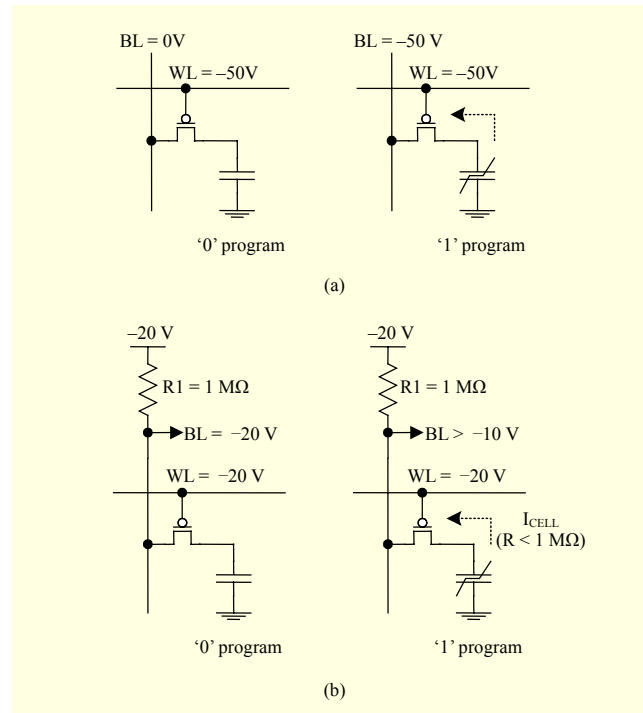 BL = 0V
BL = –50 V
WL = –50V
WL = –50V
‘0’ program
‘1’ program
(a)
–20 V
–20 V
R1 = 1 MΩ
R1 = 1 MΩ
BL = –20 V
BL > –10 V
WL = –20 V
WL = –20 V
I_CELL
(R < 1 MΩ)
‘0’ program
‘1’ program
(b)